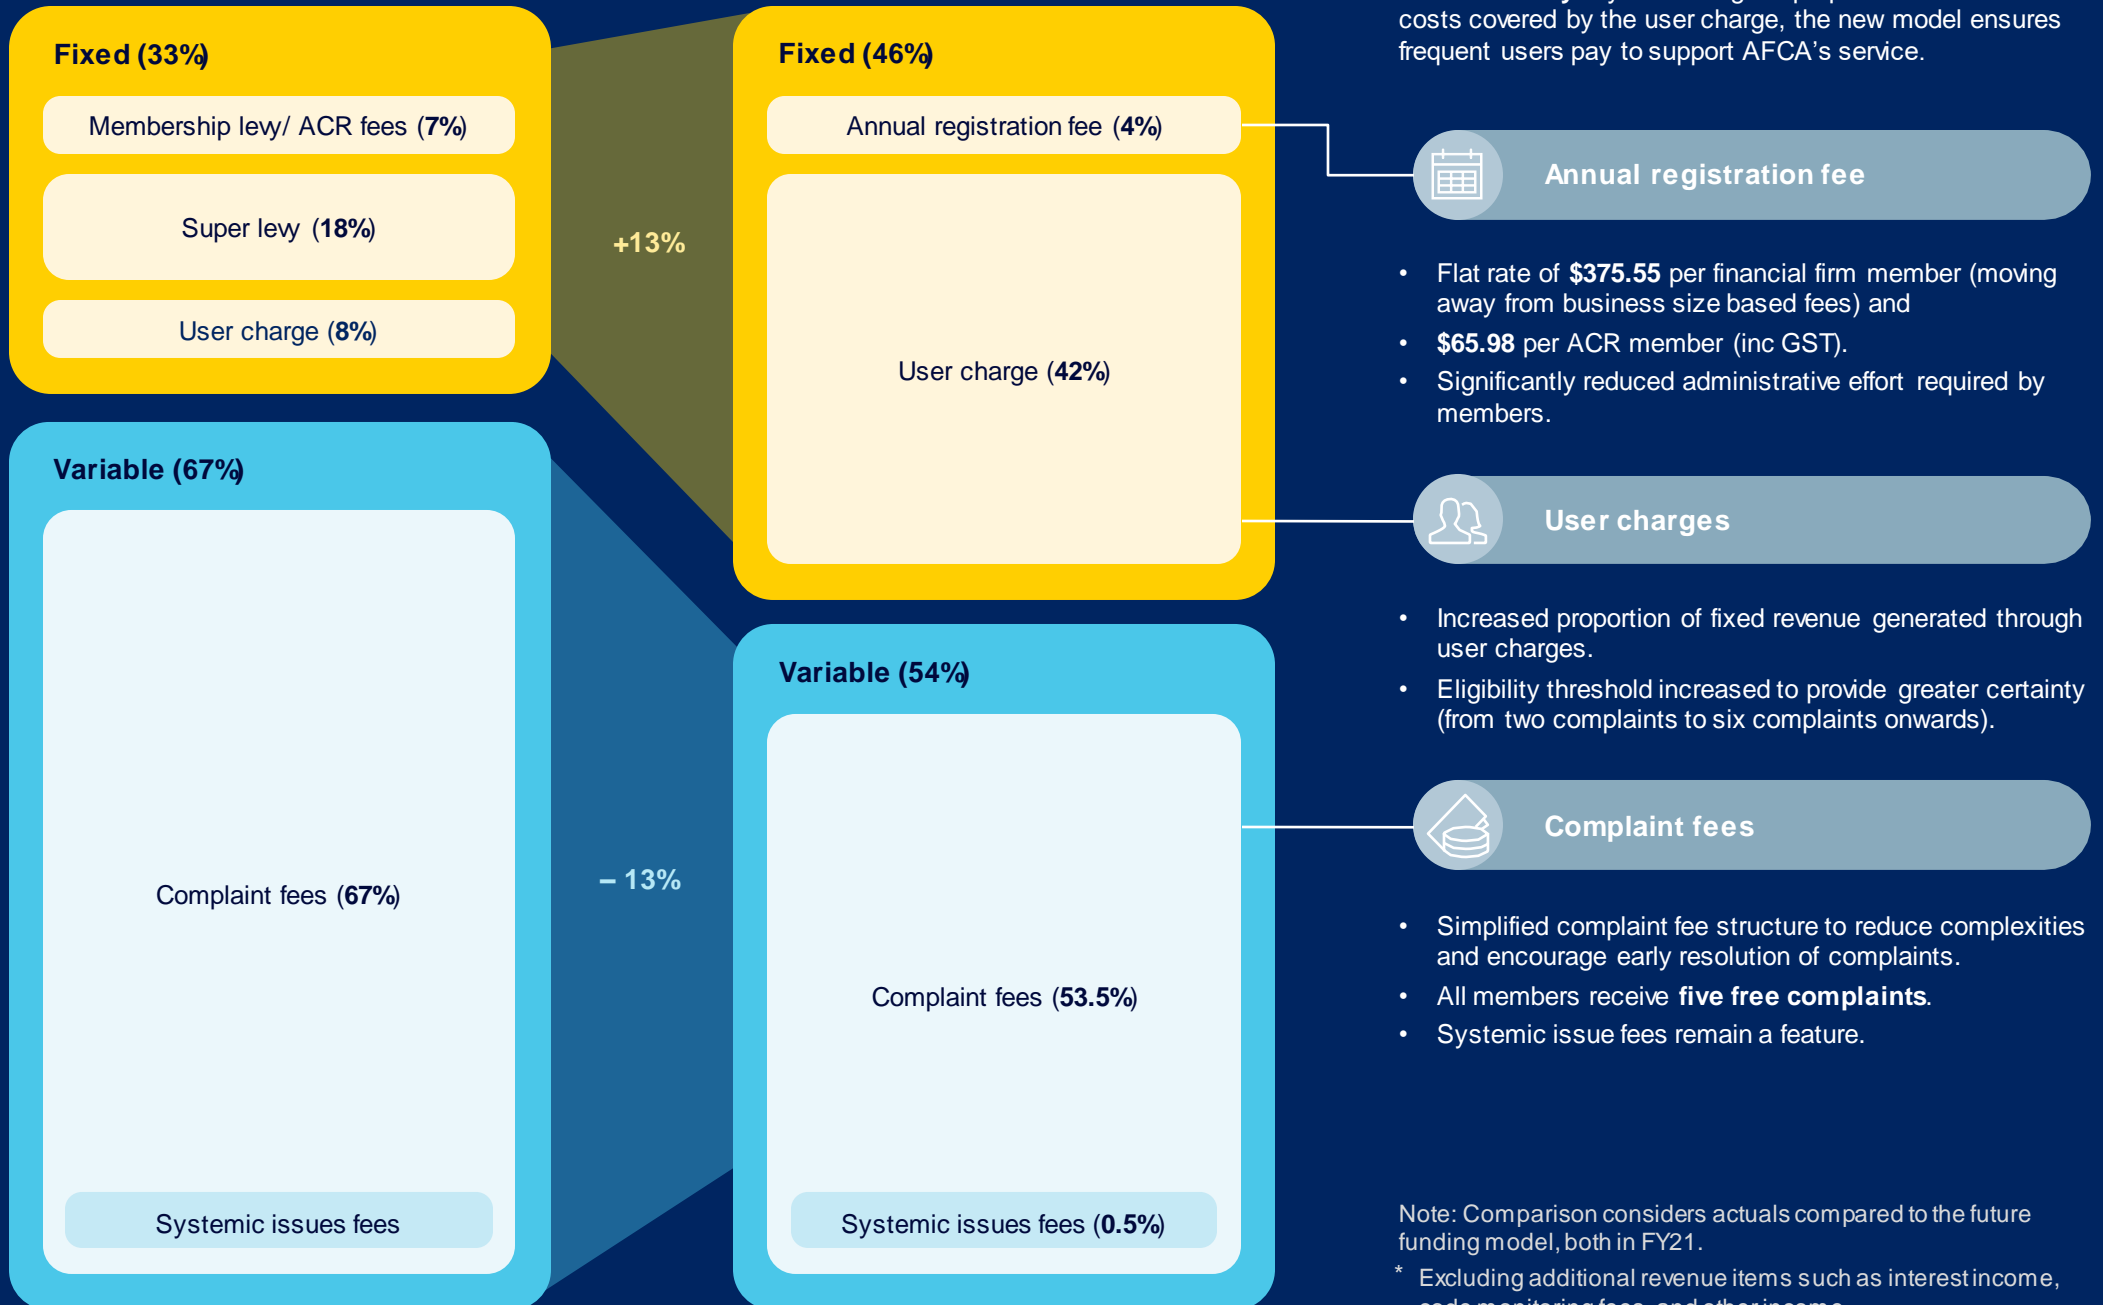 Fixed (33%)
Membership levy/ ACR fees (7%)
Super levy (18%)
User charge (8%)
Variable (67%)
Complaint fees (67%)
Systemic issues fees
+13%
– 13%
Fixed (46%)
Annual registration fee (4%)
User charge (42%)
Variable (54%)
Complaint fees (53.5%)
Systemic issues fees (0.5%)
costs covered by the user charge, the new model ensures
frequent users pay to support AFCA's service.
Annual registration fee
• Flat rate of $375.55 per financial firm member (moving
away from business size based fees) and
• $65.98 per ACR member (inc GST).
• Significantly reduced administrative effort required by
members.
User charges
• Increased proportion of fixed revenue generated through
user charges.
• Eligibility threshold increased to provide greater certainty
(from two complaints to six complaints onwards).
Complaint fees
• Simplified complaint fee structure to reduce complexities
and encourage early resolution of complaints.
• All members receive five free complaints.
• Systemic issue fees remain a feature.
Note: Comparison considers actuals compared to the future
funding model, both in FY21.
* Excluding additional revenue items such as interest income,
code monitoring fees, and other income